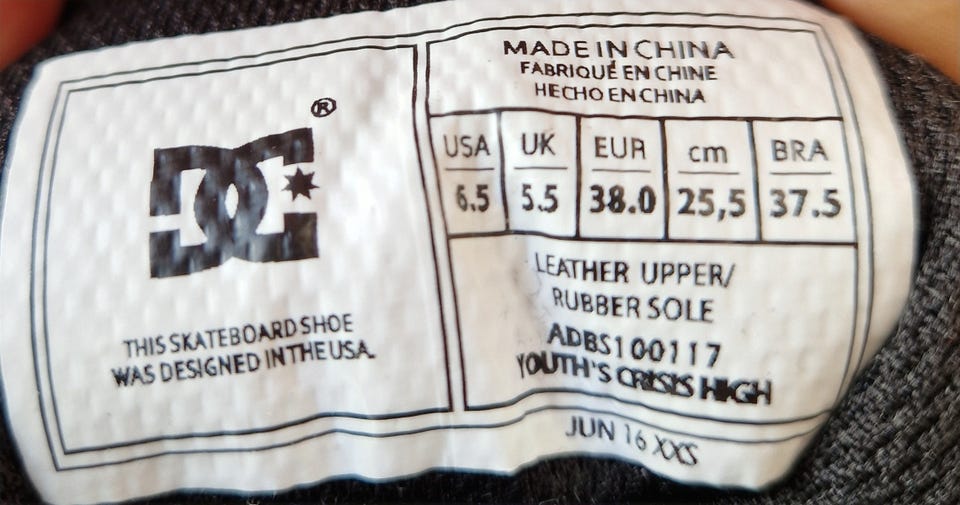 DC
®
THIS SKATEBOARD SHOE
WAS DESIGNED IN THE USA.
MADE IN CHINA
FABRIQUÉ EN CHINE
HECHO EN CHINA
USA UK EUR cm BRA
6.5 5.5 38.0 25,5 37.5
LEATHER UPPER/
RUBBER SOLE
ADBS100117
YOUTH'S CRISIS HIGH
JUN 16 XXS